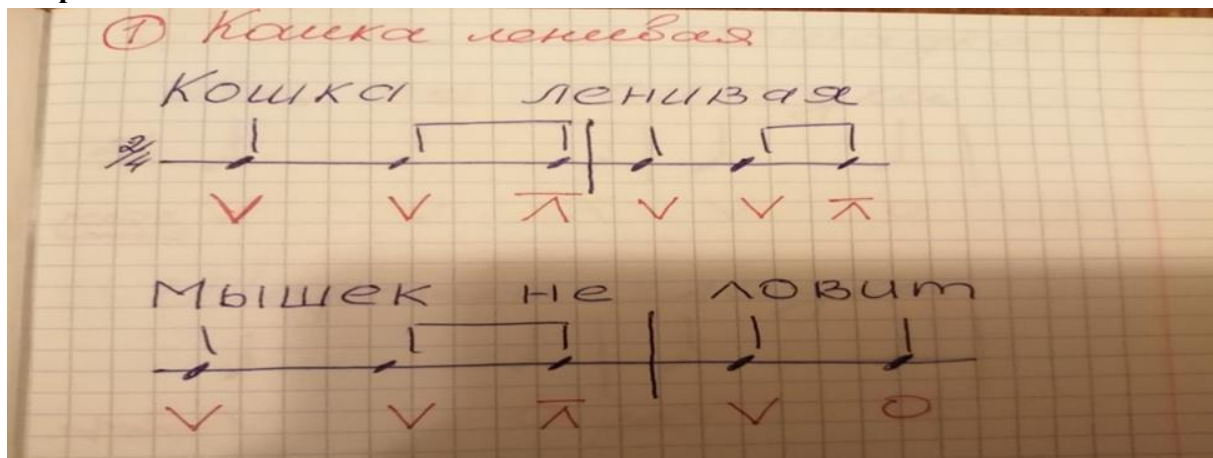 ① Кошка ленивая
Кошка ленивая
2/4
Мышек не ловит